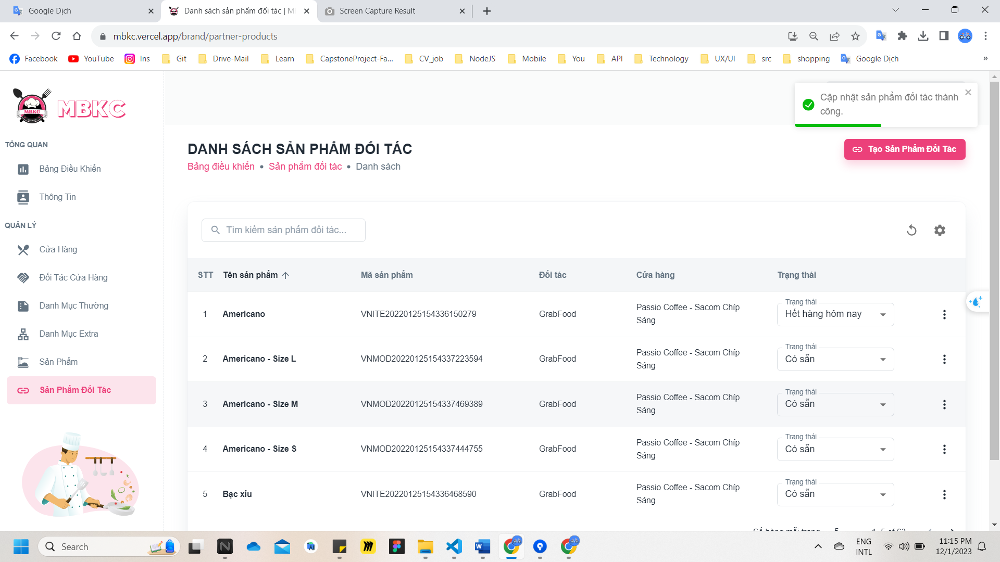 Google Dịch
Danh sách sản phẩm đối tác | M
Screen Capture Result
mbkc.vercel.app/brand/partner-products
Facebook
YouTube
Ins
Git
Drive-Mail
Learn
CapstoneProject-Fa...
CV_job
NodeJS
Mobile
You
API
Technology
UX/UI
src
shopping
Google Dịch
»
MBKC
MBKC
Cập nhật sản phẩm đối tác thành
công.
TỔNG QUAN
Bảng Điều Khiển
Thông Tin
QUẢN LÝ
Cửa Hàng
Đối Tác Cửa Hàng
Danh Mục Thường
Danh Mục Extra
Sản Phẩm
Sản Phẩm Đối Tác
DANH SÁCH SẢN PHẨM ĐỐI TÁC
Bảng điều khiển • Sản phẩm đối tác • Danh sách
Tạo Sản Phẩm Đối Tác
Tìm kiếm sản phẩm đối tác...
STT Tên sản phẩm Mã sản phẩm Đối tác Cửa hàng Trạng thái
Trạng thái
1 Americano VNITE20220125154336150279 GrabFood Passio Coffee - Sacom Chíp Sáng Hết hàng hôm nay
Trạng thái
2 Americano - Size L VNMOD20220125154337223594 GrabFood Passio Coffee - Sacom Chíp Sáng Có sẵn
Trạng thái
3 Americano - Size M VNMOD20220125154337469389 GrabFood Passio Coffee - Sacom Chíp Sáng Có sẵn
Trạng thái
4 Americano - Size S VNMOD20220125154337444755 GrabFood Passio Coffee - Sacom Chíp Sáng Có sẵn
Trạng thái
5 Bạc xỉu VNITE20220125154336468590 GrabFood Passio Coffee - Sacom Chíp Sáng Có sẵn
Số hàng mỗi trang 5
Search
ENG
INTL
11:15 PM
12/1/2023